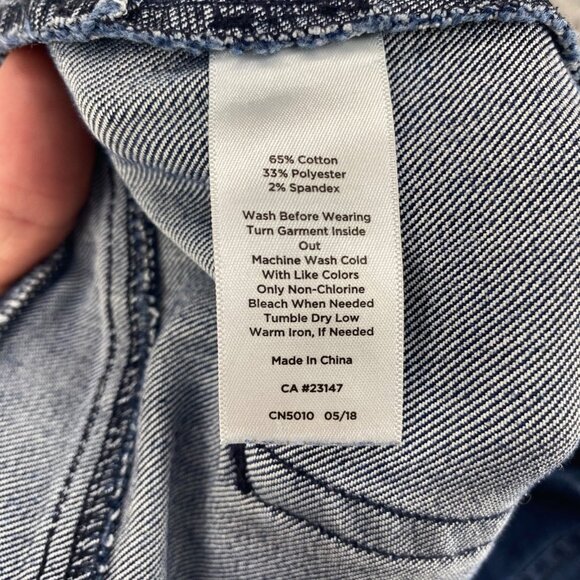 65% Cotton
33% Polyester
2% Spandex
Wash Before Wearing
Turn Garment Inside
Out
Machine Wash Cold
With Like Colors
Only Non-Chlorine
Bleach When Needed
Tumble Dry Low
Warm Iron, If Needed
Made In China
CA #23147
CN5010 05/18